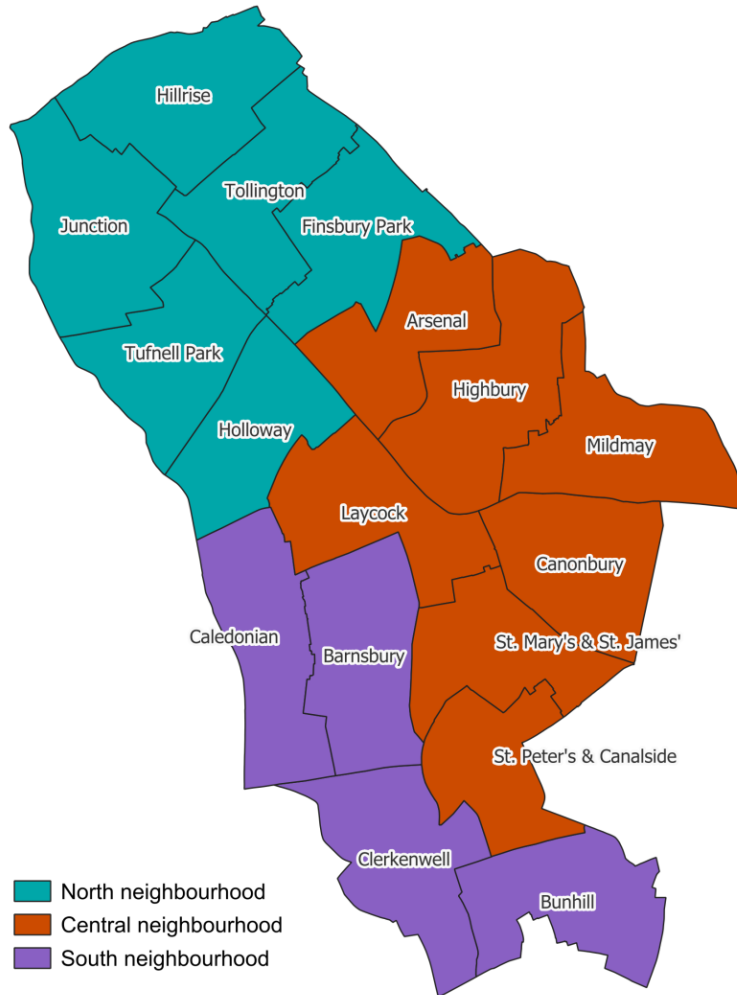 Hillrise
Tollington
Junction
Finsbury Park
Arsenal
Tufnell Park
Highbury
Holloway
Mildmay
Laycock
Canonbury
Caledonian
St. Mary's & St. James'
Barnsbury
St. Peter's & Canalside
Clerkenwell
Bunhill
North neighbourhood
Central neighbourhood
South neighbourhood